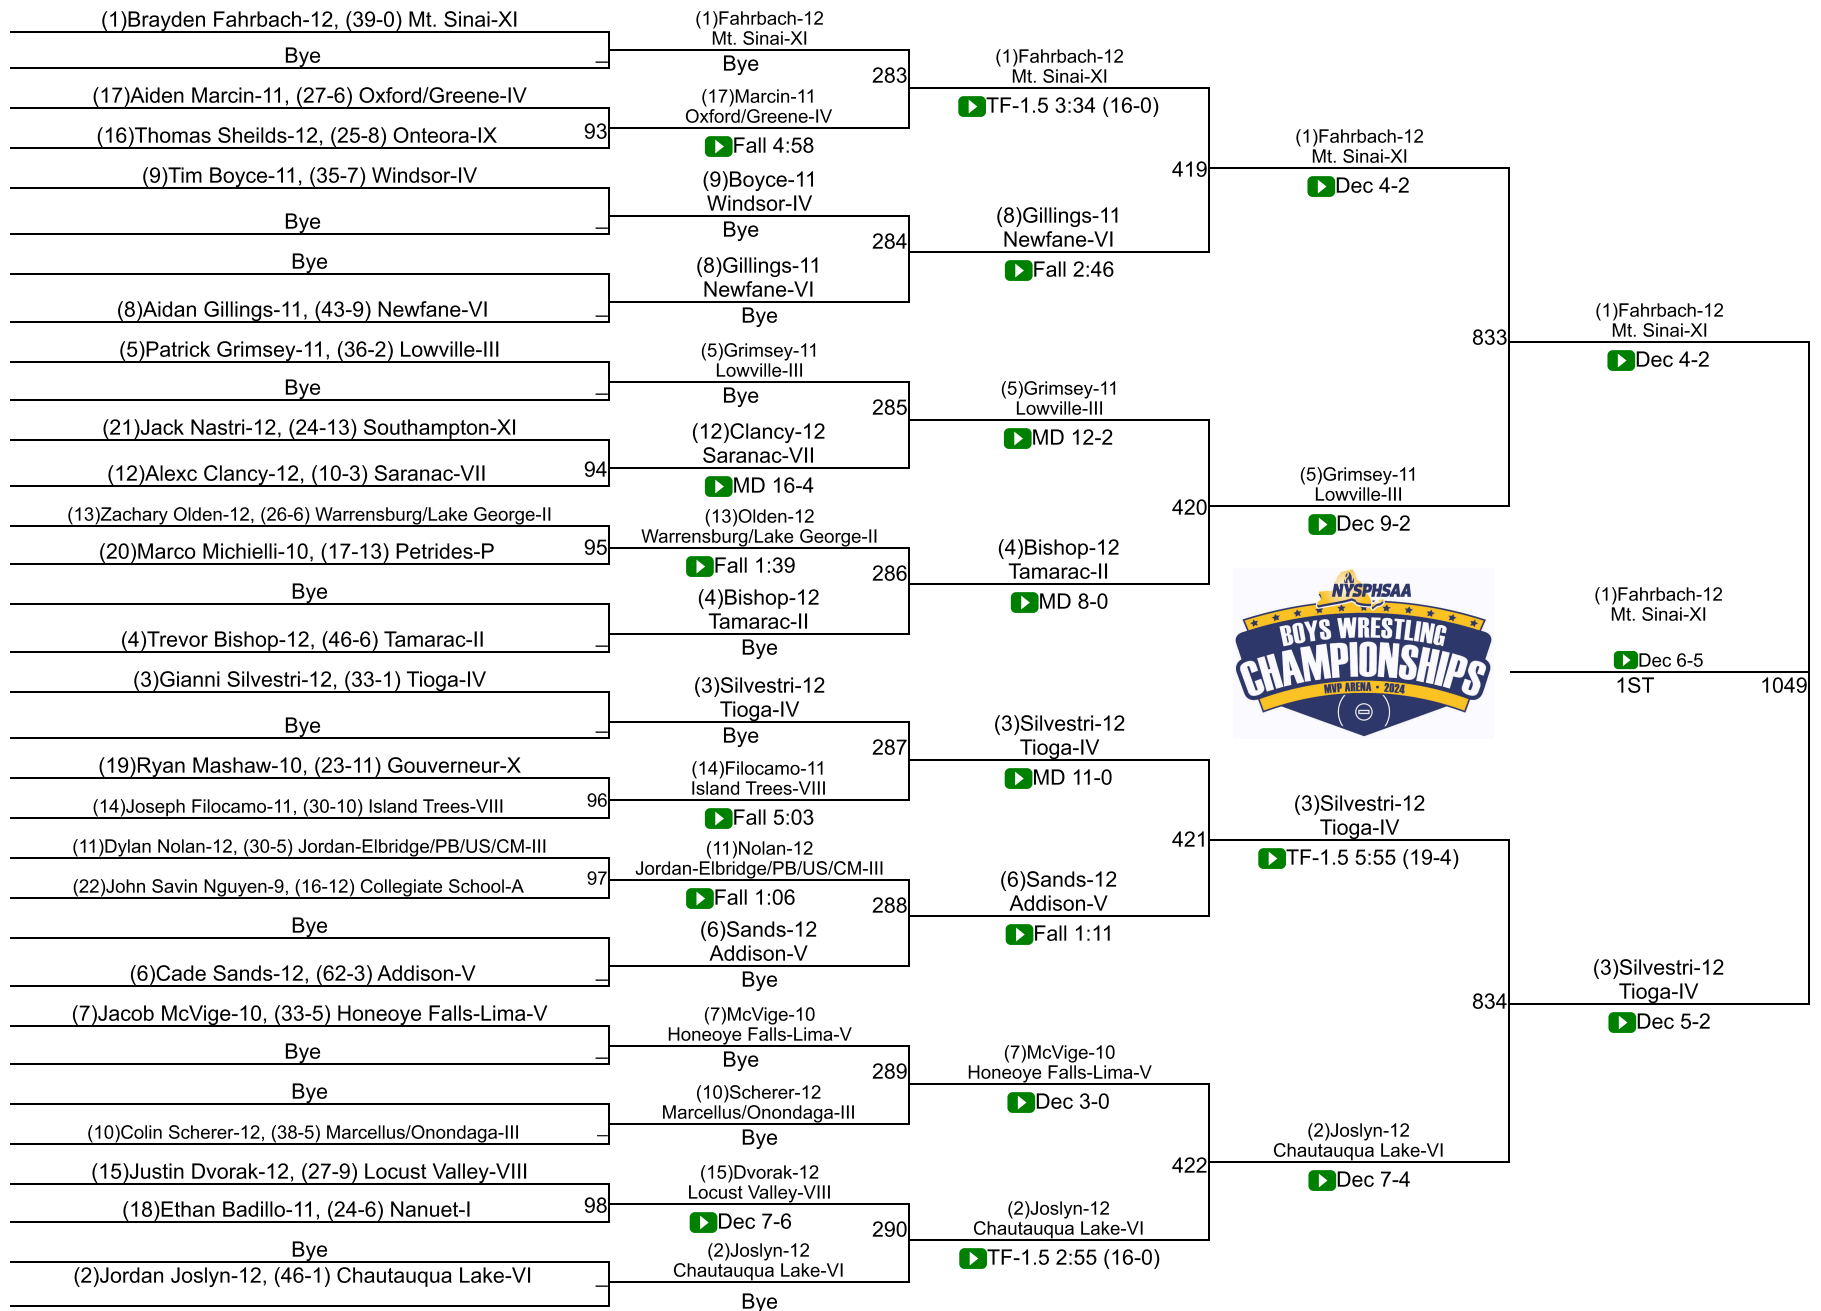 (1)Brayden Fahrbach-12, (39-0) Mt. Sinai-XI
Bye
(17)Aiden Marcin-11, (27-6) Oxford/Greene-IV
(16)Thomas Sheilds-12, (25-8) Onteora-IX
93
(9)Tim Boyce-11, (35-7) Windsor-IV
Bye
Bye
(8)Aidan Gillings-11, (43-9) Newfane-VI
(5)Patrick Grimsey-11, (36-2) Lowville-III
Bye
(21)Jack Nastri-12, (24-13) Southampton-XI
(12)Alexc Clancy-12, (10-3) Saranac-VII
94
(13)Zachary Olden-12, (26-6) Warrensburg/Lake George-II
(20)Marco Michielli-10, (17-13) Petrides-P
95
Bye
(4)Trevor Bishop-12, (46-6) Tamarac-II
(3)Gianni Silvestri-12, (33-1) Tioga-IV
Bye
(19)Ryan Mashaw-10, (23-11) Gouverneur-X
(14)Joseph Filocamo-11, (30-10) Island Trees-VIII
96
(11)Dylan Nolan-12, (30-5) Jordan-Elbridge/PB/US/CM-III
(22)John Savin Nguyen-9, (16-12) Collegiate School-A
97
Bye
(6)Cade Sands-12, (62-3) Addison-V
(7)Jacob McVige-10, (33-5) Honeoye Falls-Lima-V
Bye
Bye
(10)Colin Scherer-12, (38-5) Marcellus/Onondaga-III
(15)Justin Dvorak-12, (27-9) Locust Valley-VIII
(18)Ethan Badillo-11, (24-6) Nanuet-I
98
Bye
(2)Jordan Joslyn-12, (46-1) Chautauqua Lake-VI
(1)Fahrbach-12
Mt. Sinai-XI
Bye
283
(17)Marcin-11
Oxford/Greene-IV
Fall 4:58
(9)Boyce-11
Windsor-IV
Bye
284
(8)Gillings-11
Newfane-VI
Bye
(5)Grimsey-11
Lowville-III
Bye
285
(12)Clancy-12
Saranac-VII
MD 16-4
(13)Olden-12
Warrensburg/Lake George-II
Fall 1:39
286
(4)Bishop-12
Tamarac-II
Bye
(3)Silvestri-12
Tioga-IV
Bye
287
(14)Filocamo-11
Island Trees-VIII
Fall 5:03
(11)Nolan-12
Jordan-Elbridge/PB/US/CM-III
Fall 1:06
288
(6)Sands-12
Addison-V
Bye
(7)McVige-10
Honeoye Falls-Lima-V
Bye
289
(10)Scherer-12
Marcellus/Onondaga-III
Bye
(15)Dvorak-12
Locust Valley-VIII
Dec 7-6
290
(2)Joslyn-12
Chautauqua Lake-VI
Bye
(1)Fahrbach-12
Mt. Sinai-XI
TF-1.5 3:34 (16-0)
419
(8)Gillings-11
Newfane-VI
Fall 2:46
(5)Grimsey-11
Lowville-III
MD 12-2
420
(4)Bishop-12
Tamarac-II
MD 8-0
(3)Silvestri-12
Tioga-IV
MD 11-0
421
(6)Sands-12
Addison-V
Fall 1:11
(7)McVige-10
Honeoye Falls-Lima-V
Dec 3-0
422
(2)Joslyn-12
Chautauqua Lake-VI
TF-1.5 2:55 (16-0)
(1)Fahrbach-12
Mt. Sinai-XI
Dec 4-2
833
(5)Grimsey-11
Lowville-III
Dec 9-2
NYSPHSAA
BOYS WRESTLING
CHAMPIONSHIPS
MVP ARENA • 2024
(3)Silvestri-12
Tioga-IV
TF-1.5 5:55 (19-4)
834
(2)Joslyn-12
Chautauqua Lake-VI
Dec 7-4
(1)Fahrbach-12
Mt. Sinai-XI
Dec 4-2
(1)Fahrbach-12
Mt. Sinai-XI
Dec 6-5
1ST
1049
(3)Silvestri-12
Tioga-IV
Dec 5-2